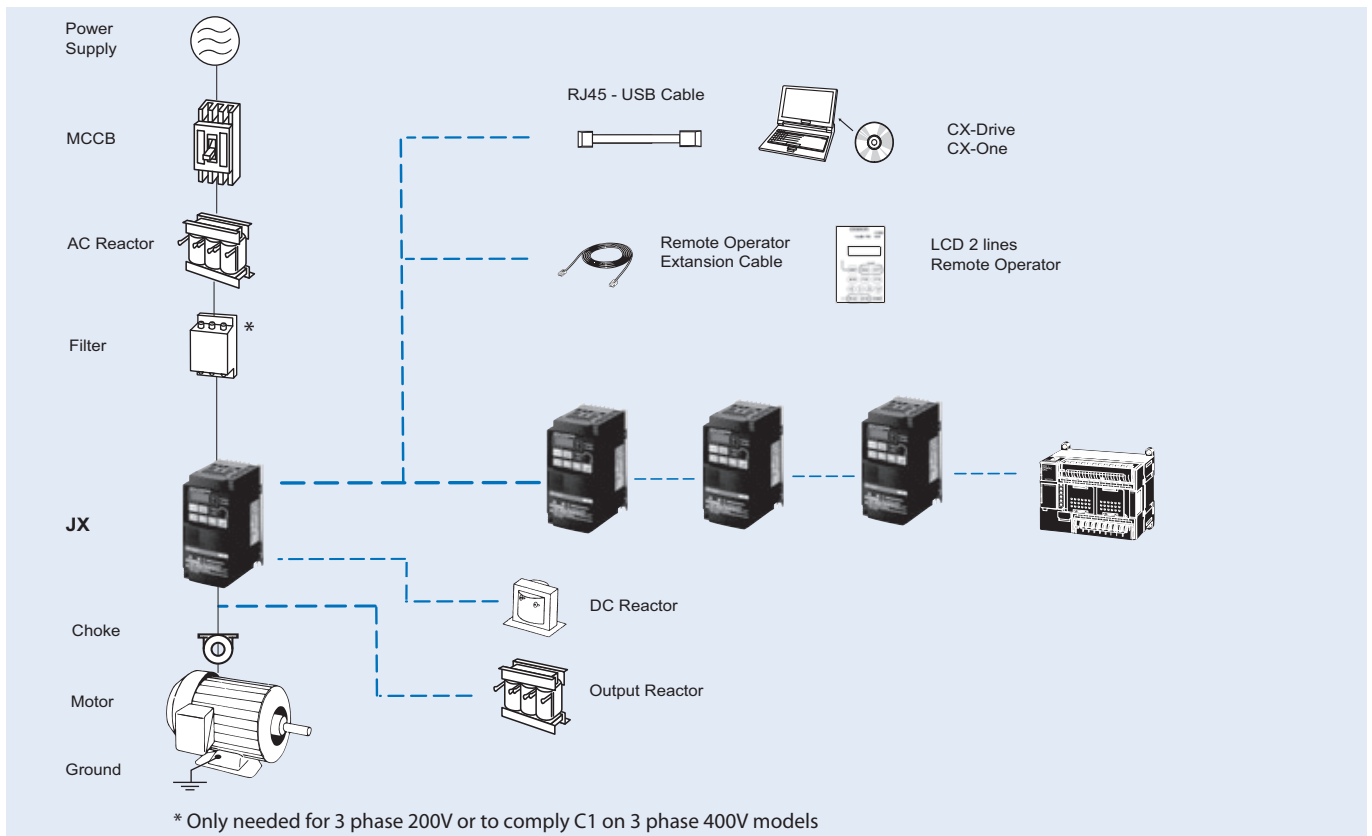 Power
Supply
MCCB
AC Reactor
Filter
*
JX
Choke
Motor
Ground
RJ45 - USB Cable
CX-Drive
CX-One
Remote Operator
Extansion Cable
LCD 2 lines
Remote Operator
DC Reactor
Output Reactor
* Only needed for 3 phase 200V or to comply C1 on 3 phase 400V models